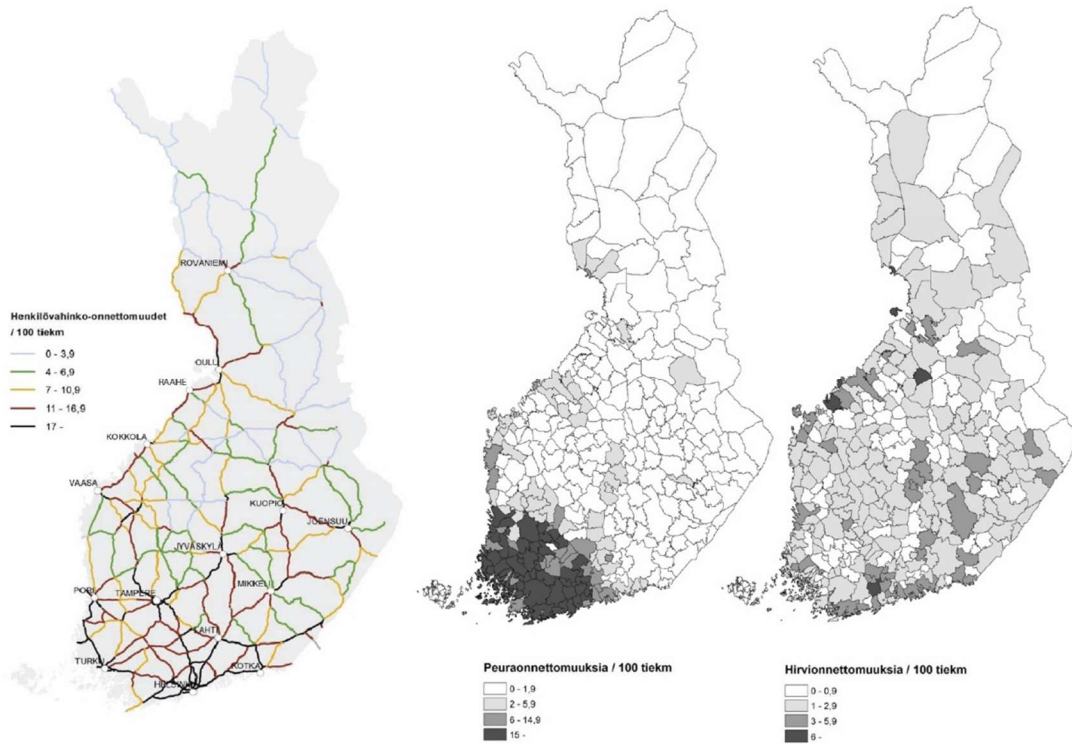 ROVANIEMI
Henkilövahinko-onnettomuudet
/ 100 tiekm
0 - 3,9
4 - 6,9
7 - 10,9
11 - 16,9
17 -
OULU
RAAHE
KOKKOLA
VAASA
KUOPIO
JOENSUU
JYVÄSKYLÄ
MIKKELI
PORI
TAMPERE
LAHTI
TURKU
KOTKA
HELSINKI
Peuraonnettomuuksia / 100 tiekm
0 - 1,9
2 - 5,9
6 - 14,9
15 -
Hirvionnettomuuksia / 100 tiekm
0 - 0,9
1 - 2,9
3 - 5,9
6 -